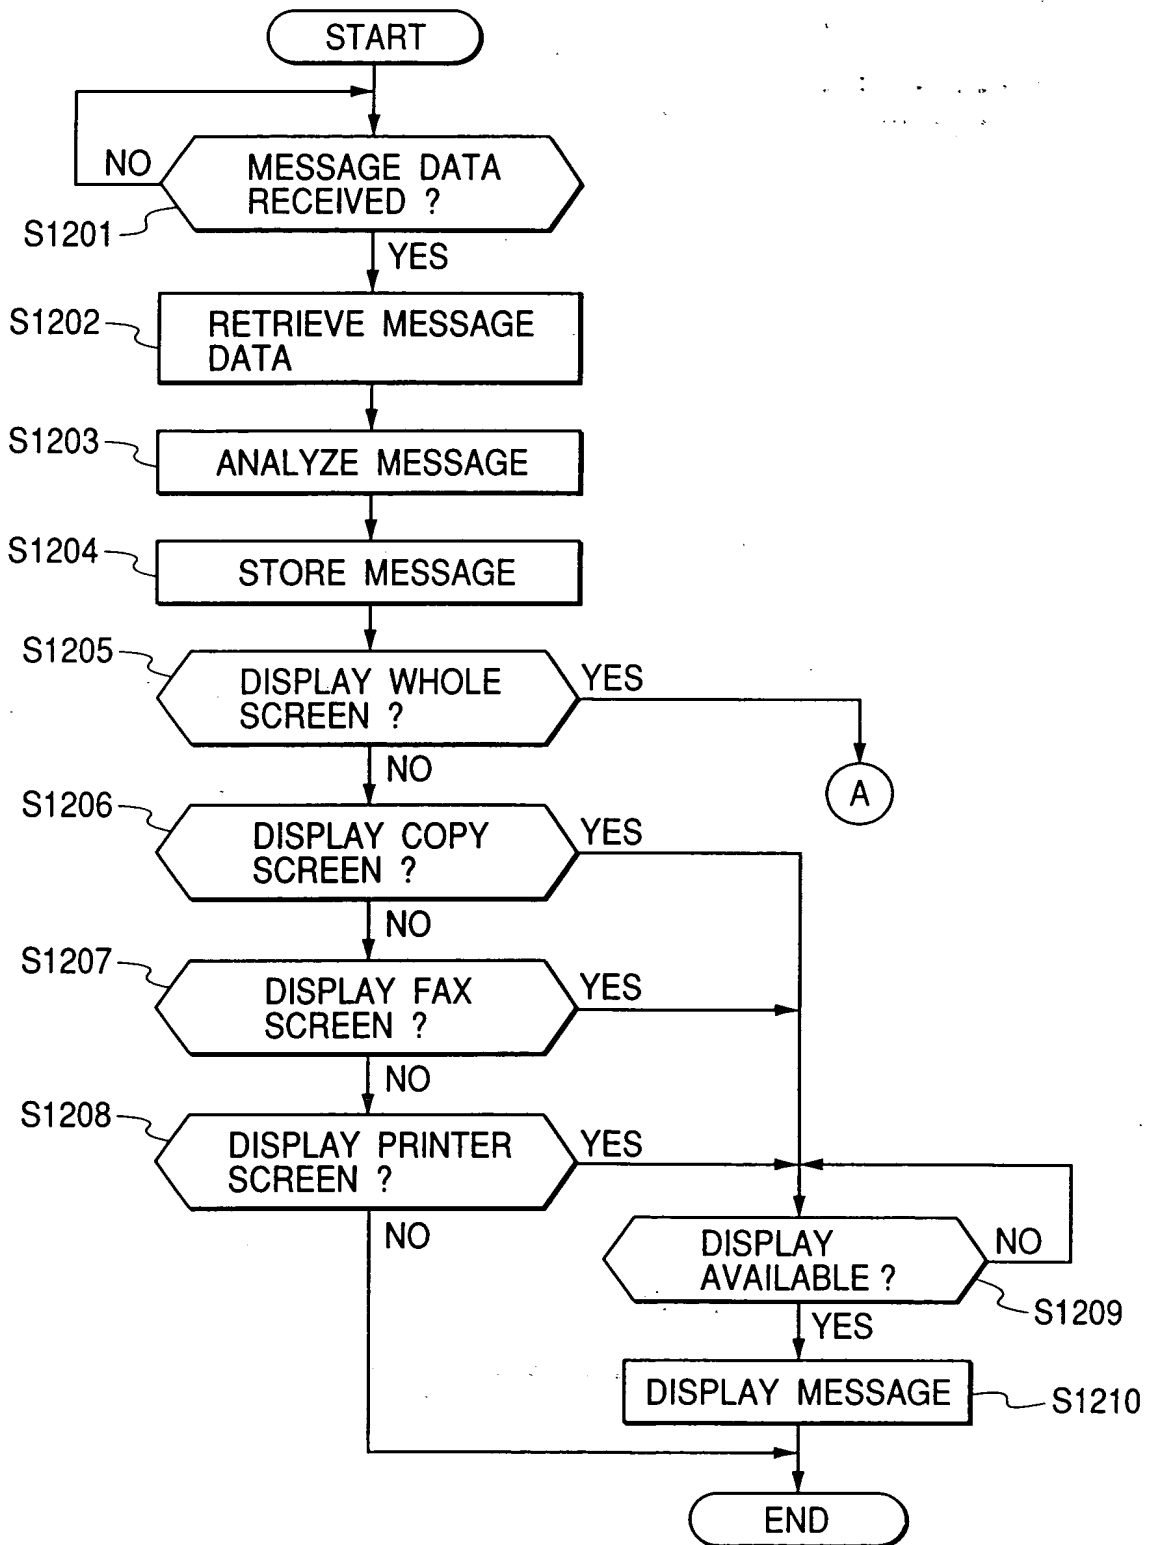 START
NO
MESSAGE DATA
RECEIVED ?
S1201
YES
S1202
RETRIEVE MESSAGE
DATA
S1203
ANALYZE MESSAGE
S1204
STORE MESSAGE
S1205
DISPLAY WHOLE
SCREEN ?
YES
NO
A
S1206
DISPLAY COPY
SCREEN ?
YES
NO
S1207
DISPLAY FAX
SCREEN ?
YES
NO
S1208
DISPLAY PRINTER
SCREEN ?
YES
NO
DISPLAY
AVAILABLE ?
NO
S1209
YES
DISPLAY MESSAGE
S1210
END